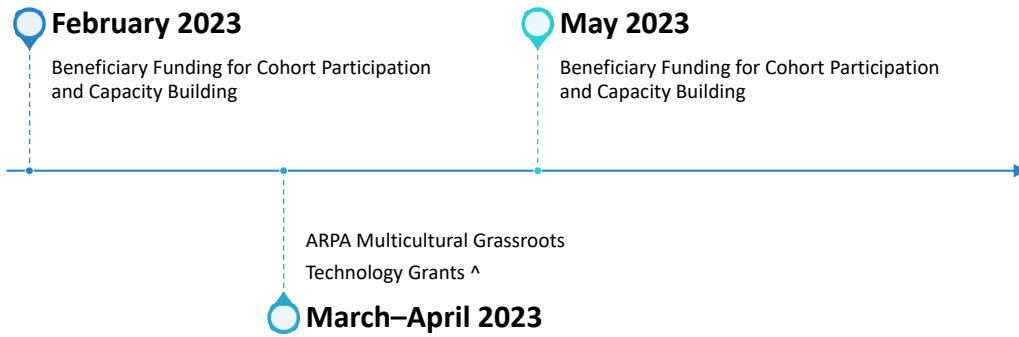 February 2023
Beneficiary Funding for Cohort Participation
and Capacity Building
May 2023
Beneficiary Funding for Cohort Participation
and Capacity Building
ARPA Multicultural Grassroots
Technology Grants ^
March–April 2023